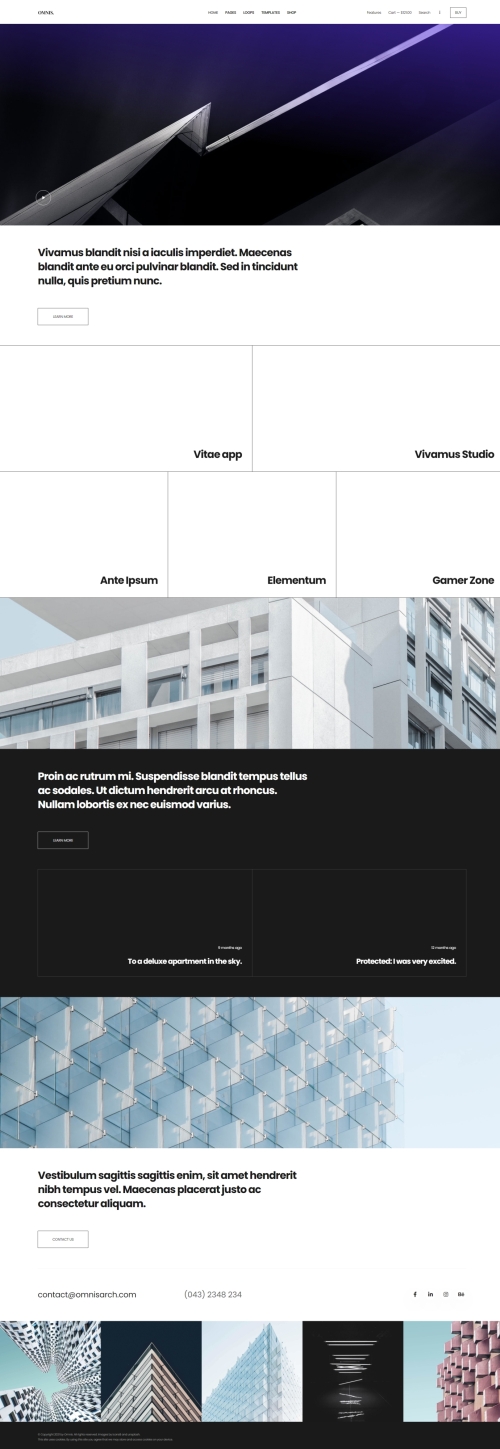 OMNIS.
HOME PAGES LOOPS TEMPLATES SHOP
Features Cart — £0.00 Search BUY
Vivamus blandit nisi a iaculis imperdiet. Maecenas
blandit ante eu orci pulvinar blandit. Sed in tincidunt
nulla, quis pretium nunc.
LEARN MORE
Vitae app
Vivamus Studio
Ante Ipsum
Elementum
Gamer Zone
Proin ac rutrum mi. Suspendisse blandit tempus tellus
ac sodales. Ut dictum hendrerit arcu at rhoncus.
Nullam lobortis ex nec euismod varius.
LEARN MORE
9 months ago
To a deluxe apartment in the sky.
12 months ago
Protected: I was very excited.
Vestibulum sagittis sagittis enim, sit amet hendrerit
nibh tempus vel. Maecenas placerat justo ac
consectetur aliquam.
CONTACT US
contact@omnisarch.com
(043) 2348 234